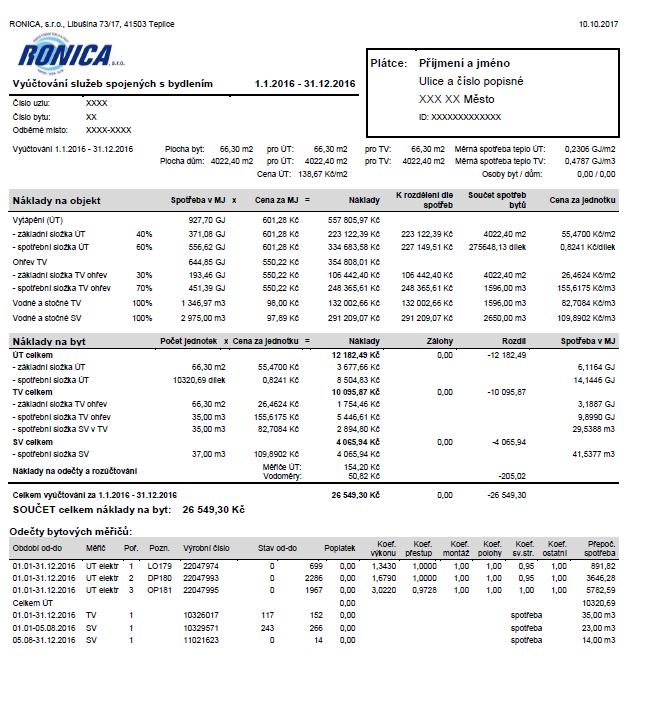 RONICA, s.r.o., Libušina 73/17, 41503 Teplice 10.10.2017
RONICA s.r.o.
Vyúčtování služeb spojených s bydlením 1.1.2016 - 31.12.2016
Plátce: Příjmení a jméno
Ulice a číslo popisné
XXX XX Město
ID: XXXXXXXXXXXXX
Číslo uzlu: XXXX
Číslo bytu: XX
Odběrné místo: XXXX-XXXX
Vyúčtování 1.1.2016 - 31.12.2016 Plocha byt: 66,30 m2 pro ÚT: 66,30 m2 pro TV: 66,30 m2 Měrná spotřeba teplo ÚT: 0,2306 GJ/m2
Plocha dům: 4022,40 m2 pro ÚT: 4022,40 m2 pro TV: 4022,40 m2 Měrná spotřeba teplo TV: 0,4787 GJ/m3
Cena ÚT: 138,67 Kč/m2 Osoby byt / dům: 0,00 / 0,00
Náklady na objekt Spotřeba v MJ x Cena za MJ = Náklady K rozdělení dle spotřeb Součet spotřeb bytů Cena za jednotku
Vytápění (ÚT) 927,70 GJ 601,28 Kč 557 805,97 Kč
- základní složka ÚT 40% 371,08 GJ 601,28 Kč 223 122,39 Kč 223 122,39 Kč 4022,40 m2 55,4700 Kč/m2
- spotřební složka ÚT 60% 556,62 GJ 601,28 Kč 334 683,58 Kč 227 149,51 Kč 275648,13 dílek 0,8241 Kč/dílek
Ohřev TV 644,85 GJ 550,22 Kč 354 808,01 Kč
- základní složka TV ohřev 30% 193,46 GJ 550,22 Kč 106 442,40 Kč 106 442,40 Kč 4022,40 m2 26,4624 Kč/m2
- spotřební složka TV ohřev 70% 451,39 GJ 550,22 Kč 248 365,61 Kč 248 365,61 Kč 1596,00 m3 155,6175 Kč/m3
Vodné a stočné TV 100% 1 346,97 m3 98,00 Kč 132 002,66 Kč 132 002,66 Kč 1596,00 m3 82,7084 Kč/m3
Vodné a stočné SV 100% 2 975,00 m3 97,89 Kč 291 209,07 Kč 291 209,07 Kč 2650,00 m3 109,8902 Kč/m3
Náklady na byt Počet jednotek x Cena za jednotku = Náklady Zálohy Rozdíl Spotřeba v MJ
ÚT celkem 12 182,49 Kč 0,00 -12 182,49
- základní složka ÚT 66,30 m2 55,4700 Kč 3 677,66 Kč 6,1164 GJ
- spotřební složka ÚT 10320,69 dílek 0,8241 Kč 8 504,83 Kč 14,1446 GJ
TV celkem 10 095,87 Kč 0,00 -10 095,87
- základní složka TV ohřev 66,30 m2 26,4624 Kč 1 754,46 Kč 3,1887 GJ
- spotřební složka TV ohřev 35,00 m3 155,6175 Kč 5 446,61 Kč 9,8990 GJ
- spotřební složka SV v TV 35,00 m3 82,7084 Kč 2 894,80 Kč 29,5388 m3
SV celkem 4 065,94 Kč 0,00 -4 065,94
- spotřební složka SV 37,00 m3 109,8902 Kč 4 065,94 Kč 41,5377 m3
Náklady na odečty a rozúčtování Měřiče ÚT: 154,20 Kč
Vodoměry: 50,82 Kč -205,02
Celkem vyúčtování za 1.1.2016 - 31.12.2016 26 549,30 Kč 0,00 -26 549,30
SOUČET celkem náklady na byt: 26 549,30 Kč
Odečty bytových měřičů:
Období od-do Měřič Poř. Pozn. Výrobní číslo Stav od-do Poplatek Koef. výkonu Koef. přestup Koef. montáž Koef. polohy Koef. sv.str. Koef. ostatní Přepoč. spotřeba
01.01-31.12.2016 UT elektr 1 LO179 22047974 0 699 0,00 1,3430 1,0000 1,00 1,00 0,95 1,00 891,82
01.01-31.12.2016 UT elektr 2 DP180 22047993 0 2286 0,00 1,6790 1,0000 1,00 1,00 0,95 1,00 3646,28
01.01-31.12.2016 UT elektr 3 OP181 22047995 0 1967 0,00 3,0220 0,9728 1,00 1,00 1,00 1,00 5782,59
Celkem ÚT 0,00 10320,69
01.01-31.12.2016 TV 1 10326017 117 152 0,00 spotřeba 35,00 m3
01.01-05.08.2016 SV 1 10329571 243 266 0,00 spotřeba 23,00 m3
05.08-31.12.2016 SV 1 11021623 0 14 0,00 spotřeba 14,00 m3